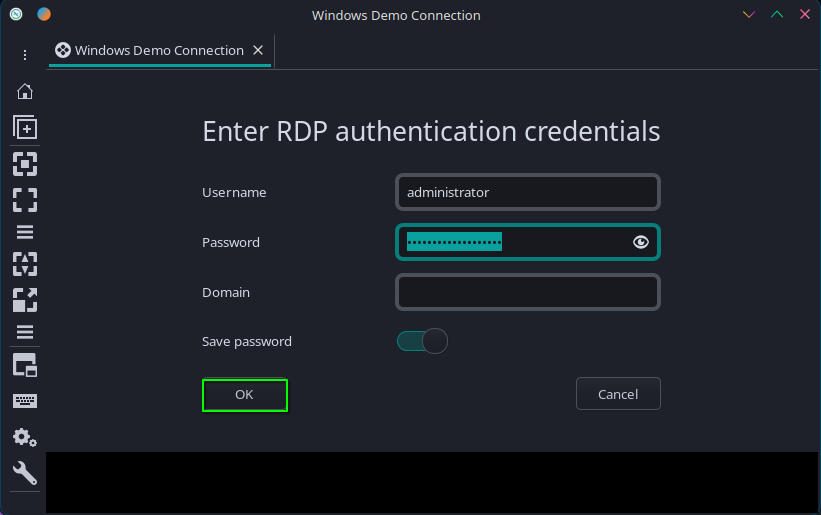 Windows Demo Connection
Windows Demo Connection
Enter RDP authentication credentials
Username
administrator
Password
Domain
Save password
OK
Cancel